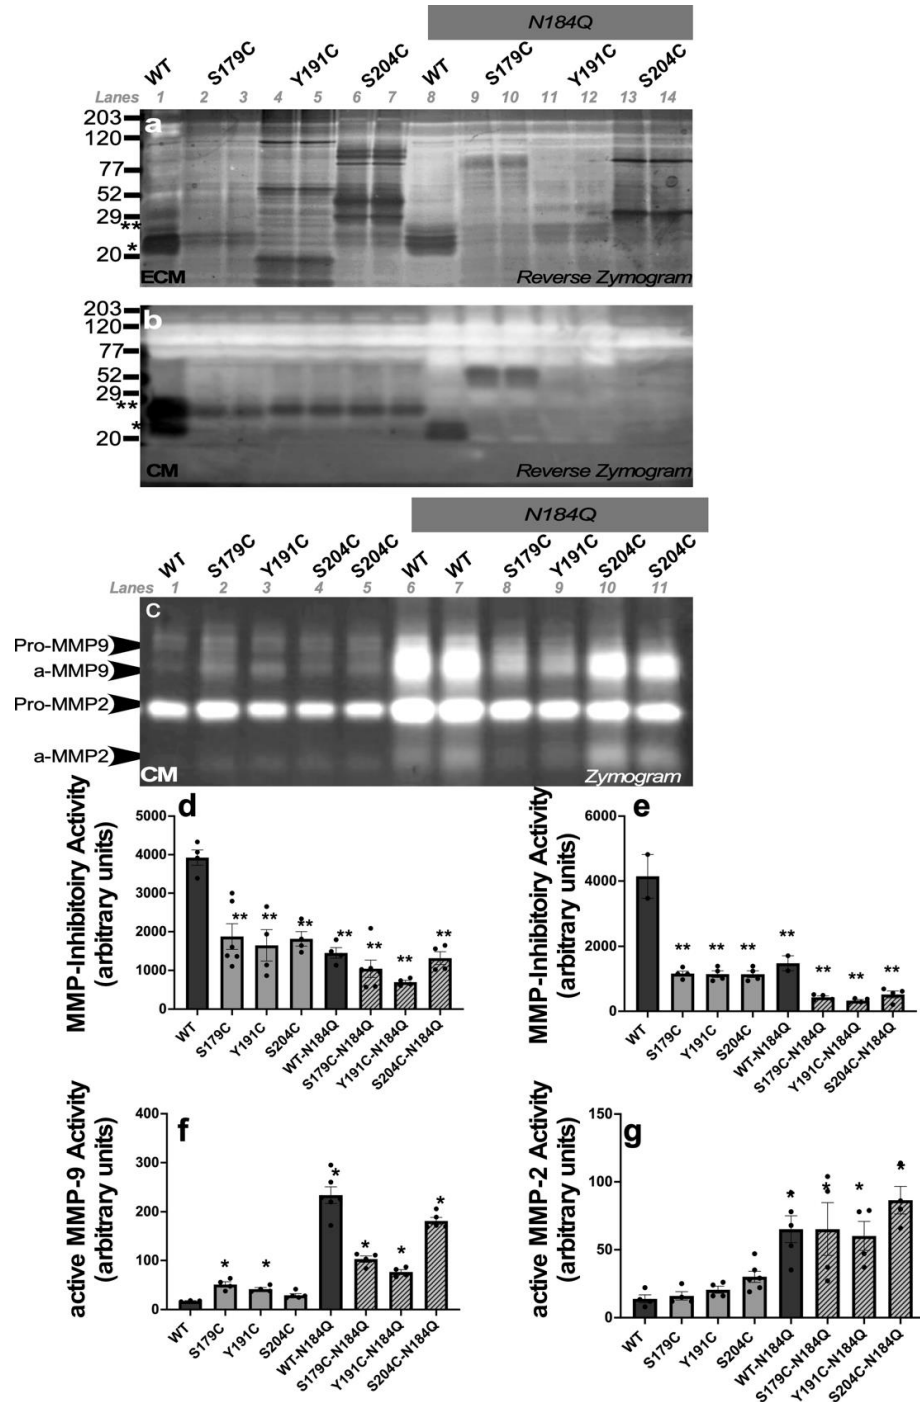 N184Q
WT S179C Y191C S204C WT S179C Y191C S204C
Lanes 1 2 3 4 5 6 7 8 9 10 11 12 13 14
a
203
120
77
52
29
**
*
20
ECM Reverse Zymogram
b
203
120
77
52
29
**
*
20
CM Reverse Zymogram
N184Q
WT S179C Y191C S204C S204C WT WT S179C Y191C S204C S204C
Lanes 1 2 3 4 5 6 7 8 9 10 11
c
Pro-MMP9
a-MMP9
Pro-MMP2
a-MMP2
CM Zymogram
d
MMP-Inhibitoiry Activity
(arbitrary units)
5000
4000
3000
2000
1000
0
** ** ** ** ** ** **
WT S179C Y191C S204C WT-N184Q S179C-N184Q Y191C-N184Q S204C-N184Q
e
MMP-Inhibitoiry Activity
(arbitrary units)
6000
4000
2000
0
** ** ** ** ** ** **
WT S179C Y191C S204C WT-N184Q S179C-N184Q Y191C-N184Q S204C-N184Q
f
active MMP-9 Activity
(arbitrary units)
400
300
200
100
0
* * * * * *
WT S179C Y191C S204C WT-N184Q S179C-N184Q Y191C-N184Q S204C-N184Q
g
active MMP-2 Activity
(arbitrary units)
150
100
50
0
* * * *
WT S179C Y191C S204C WT-N184Q S179C-N184Q Y191C-N184Q S204C-N184Q